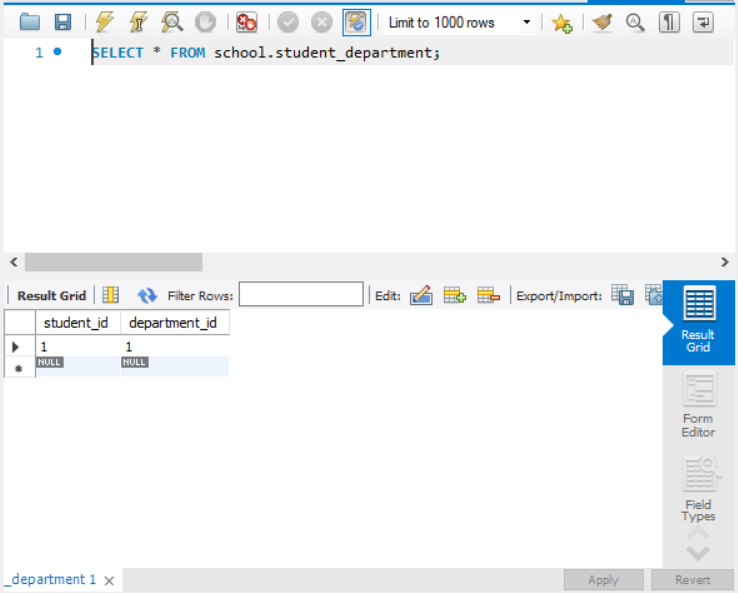 Limit to 1000 rows
1 SELECT * FROM school.student_department;
Result Grid Filter Rows: Edit: Export/Import:
student_id department_id
1 1
NULL NULL
Result
Grid
Form
Editor
Field
Types
_department 1
Apply Revert